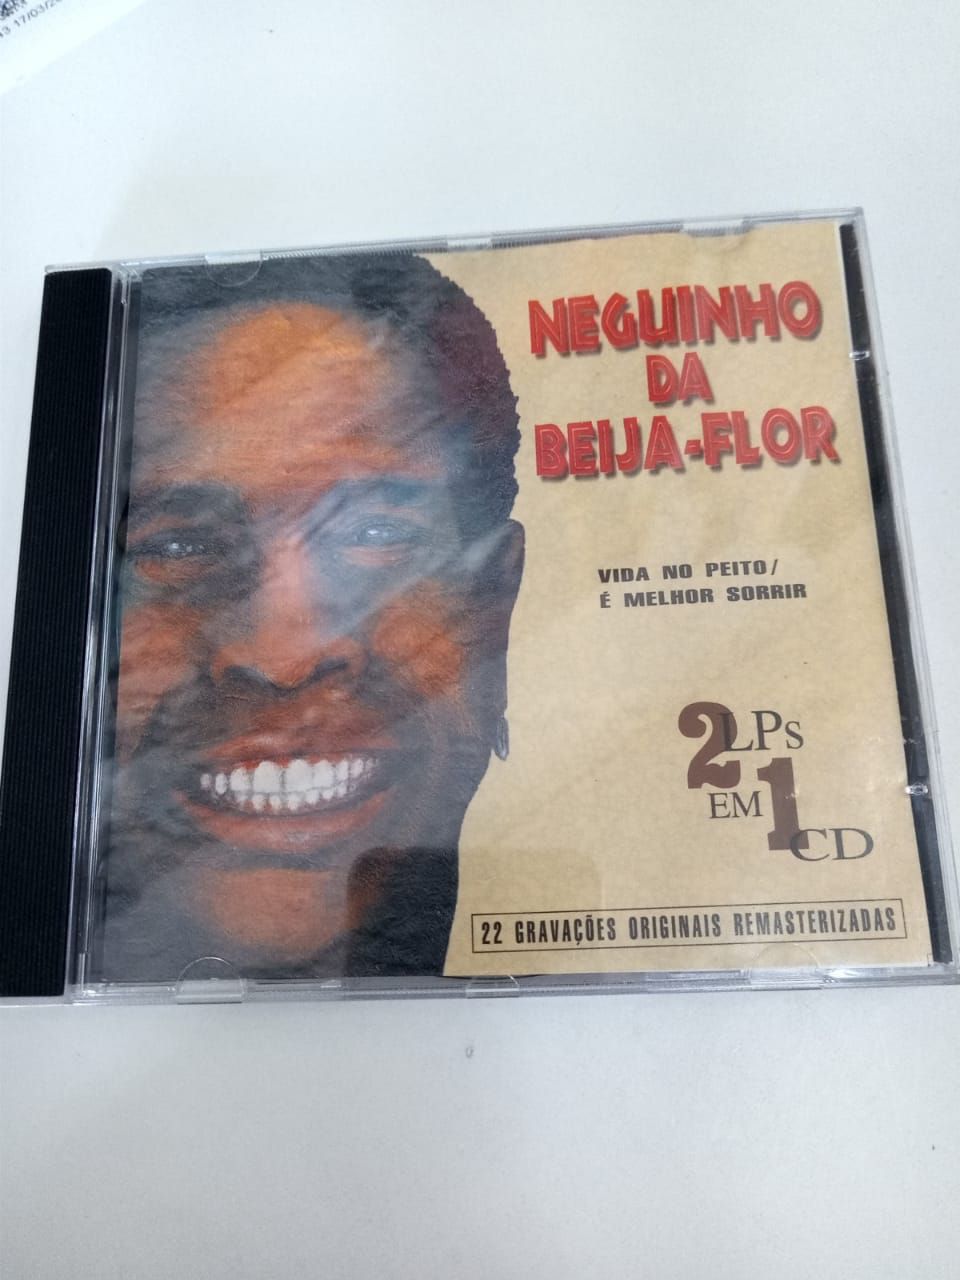 NEGUINHO
DA
BEIJA-FLOR
VIDA NO PEITO/
É MELHOR SORRIR
2 LPs
EM 1
CD
22 GRAVAÇÕES ORIGINAIS REMASTERIZADAS